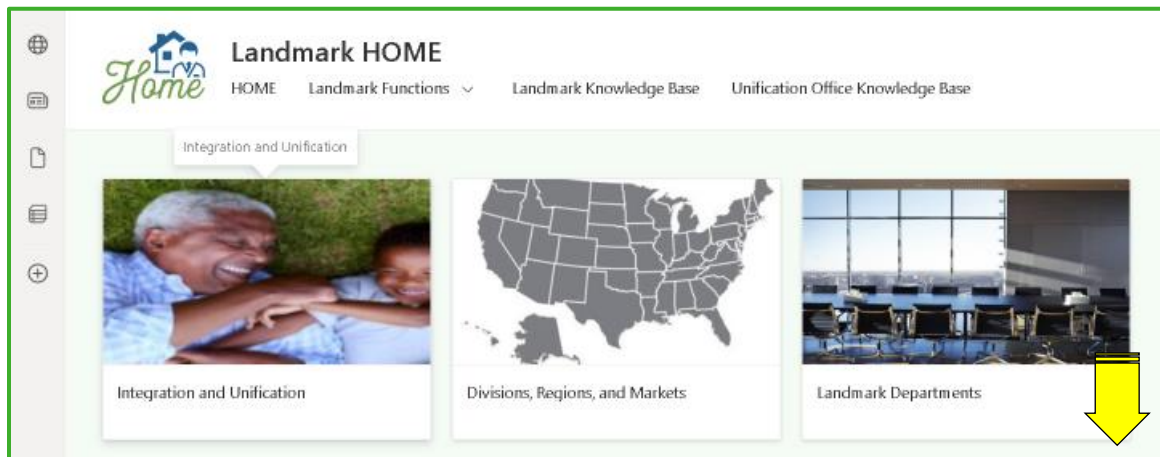 Home
Landmark HOME
HOME Landmark Functions Landmark Knowledge Base Unification Office Knowledge Base
Integration and Unification
Integration and Unification Divisions, Regions, and Markets Landmark Departments